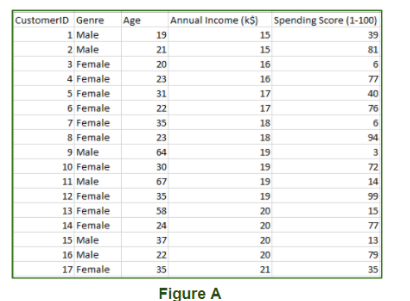 CustomerID Genre Age Annual Income (k$) Spending Score (1-100)
1 Male 19 15 39
2 Male 21 15 81
3 Female 20 16 6
4 Female 23 16 77
5 Female 31 17 40
6 Female 22 17 76
7 Female 35 18 6
8 Female 23 18 94
9 Male 64 19 3
10 Female 30 19 72
11 Male 67 19 14
12 Female 35 19 99
13 Female 58 20 15
14 Female 24 20 77
15 Male 37 20 13
16 Male 22 20 79
17 Female 35 21 35
Figure A